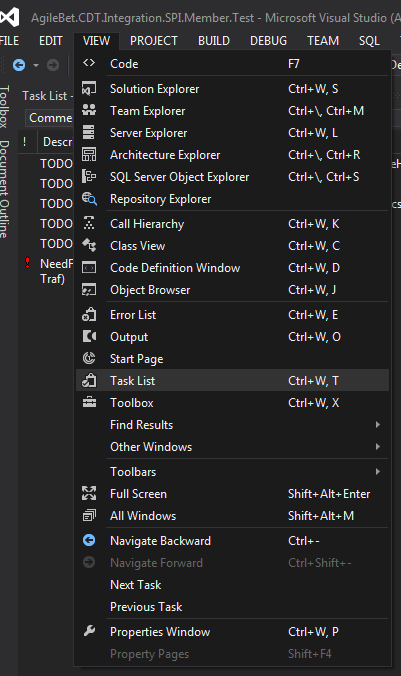 AgileBet.CDT.Integration.SPI.Member.Test - Microsoft Visual Studio (A
FILE EDIT VIEW PROJECT BUILD DEBUG TEAM SQL
Code F7
Toolbox
Document Outline
Task List -
Comme
! Descr
TODO
TODO
TODO
TODO
TODO
NeedF
Traf)
Solution Explorer Ctrl+W, S
Team Explorer Ctrl+\, Ctrl+M
Server Explorer Ctrl+W, L
Architecture Explorer Ctrl+\, Ctrl+R
SQL Server Object Explorer Ctrl+\, Ctrl+S
Repository Explorer
Call Hierarchy Ctrl+W, K
Class View Ctrl+W, C
Code Definition Window Ctrl+W, D
Object Browser Ctrl+W, J
Error List Ctrl+W, E
Output Ctrl+W, O
Start Page
Task List Ctrl+W, T
Toolbox Ctrl+W, X
Find Results
Other Windows
Toolbars
Full Screen Shift+Alt+Enter
All Windows Shift+Alt+M
Navigate Backward Ctrl+-
Navigate Forward Ctrl+Shift+-
Next Task
Previous Task
Properties Window Ctrl+W, P
Property Pages Shift+F4